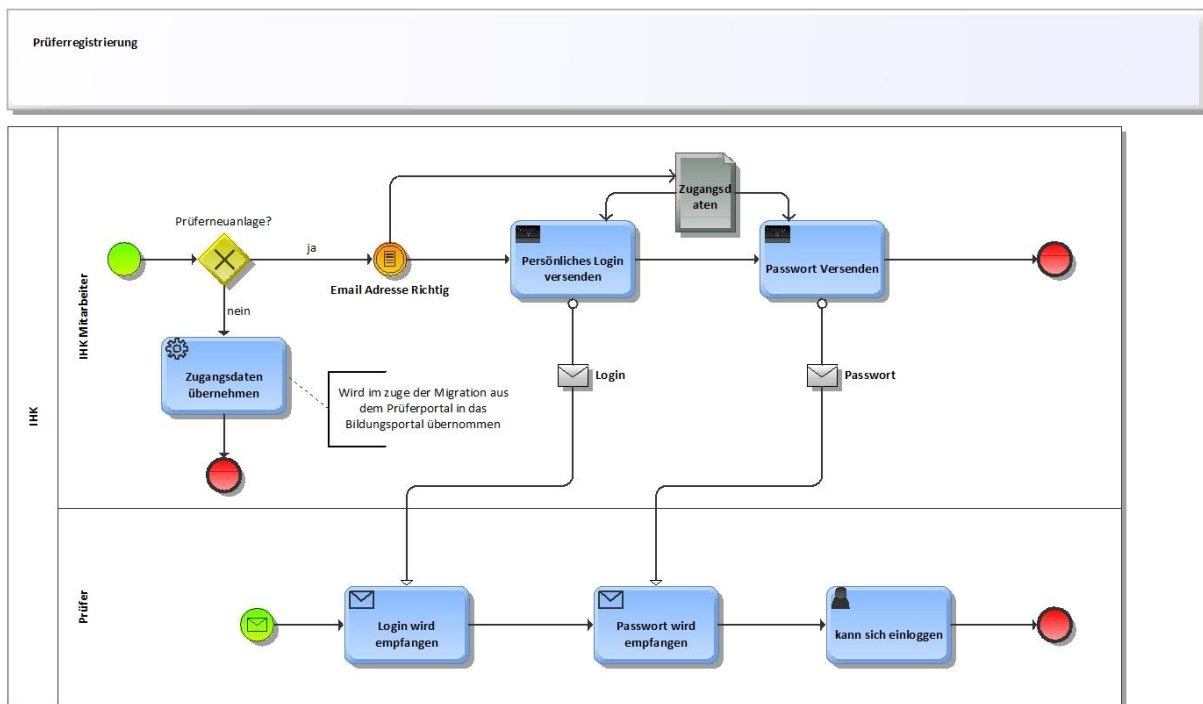 Prüferregistrierung
IHK
IHK Mitarbeiter
Prüferneuanlage?
ja
nein
Email Adresse Richtig
Zugangsd
aten
Persönliches Login
versenden
Passwort Versenden
Zugangsdaten
übernehmen
Wird im zuge der Migration aus
dem Prüferportal in das
Bildungsportal übernommen
Login
Passwort
Prüfer
Login wird
empfangen
Passwort wird
empfangen
kann sich einloggen